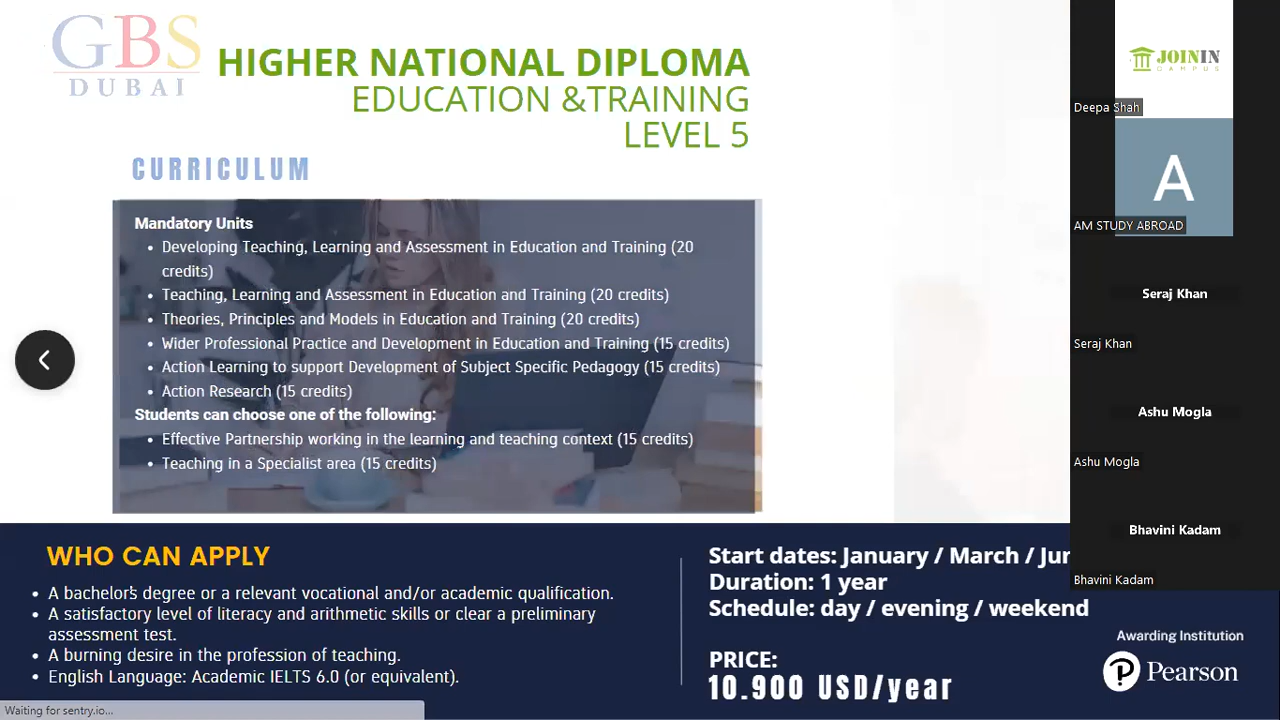 GBS
DUBAI
HIGHER NATIONAL DIPLOMA
EDUCATION &TRAINING
LEVEL 5
CURRICULUM
Mandatory Units
• Developing Teaching, Learning and Assessment in Education and Training (20
credits)
• Teaching, Learning and Assessment in Education and Training (20 credits)
• Theories, Principles and Models in Education and Training (20 credits)
• Wider Professional Practice and Development in Education and Training (15 credits)
• Action Learning to support Development of Subject Specific Pedagogy (15 credits)
• Action Research (15 credits)
Students can choose one of the following:
• Effective Partnership working in the learning and teaching context (15 credits)
• Teaching in a Specialist area (15 credits)
WHO CAN APPLY
• A bachelor's degree or a relevant vocational and/or academic qualification.
• A satisfactory level of literacy and arithmetic skills or clear a preliminary
assessment test.
• A burning desire in the profession of teaching.
• English Language: Academic IELTS 6.0 (or equivalent).
Start dates: January / March /
Duration: 1 year
Schedule: day / evening / weekend
PRICE:
10.900 USD/year
Awarding Institution
Pearson
Waiting for sentry.io...
JOININ
CAMPUS
Deepa Shah
A
AM STUDY ABROAD
Seraj Khan
Seraj Khan
Ashu Mogla
Ashu Mogla
Bhavini Kadam
Bhavini Kadam